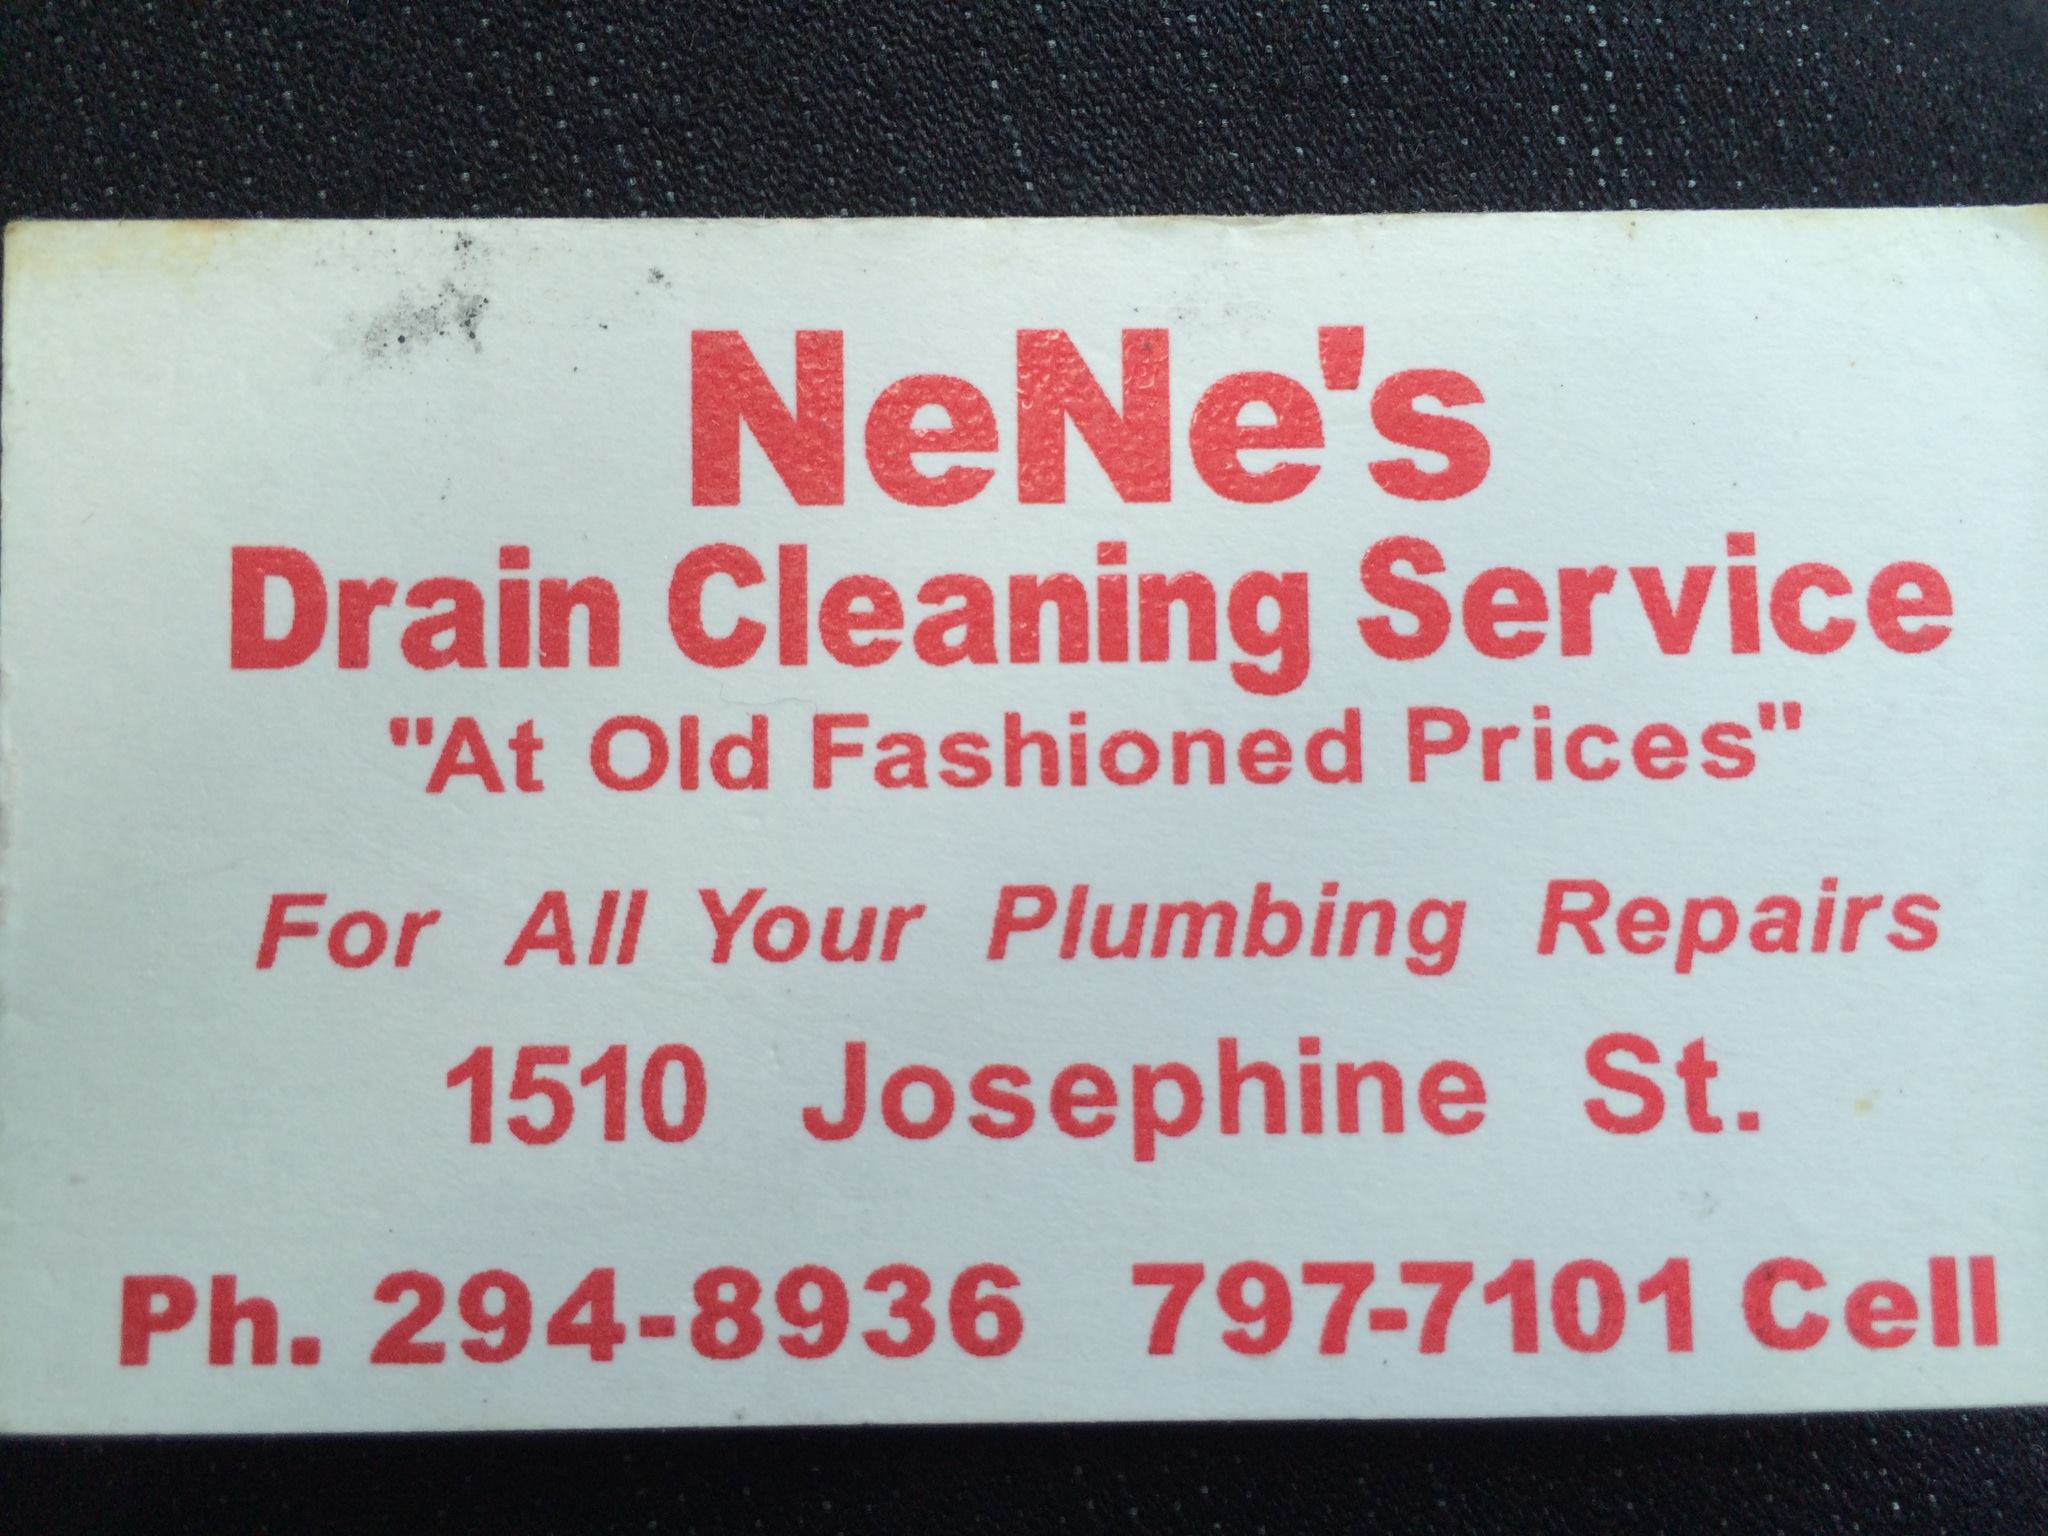 NeNe's
Drain Cleaning Service
"At Old Fashioned Prices"
For All Your Plumbing Repairs
1510 Josephine St.
Ph. 294-8936 797-7101 Cell